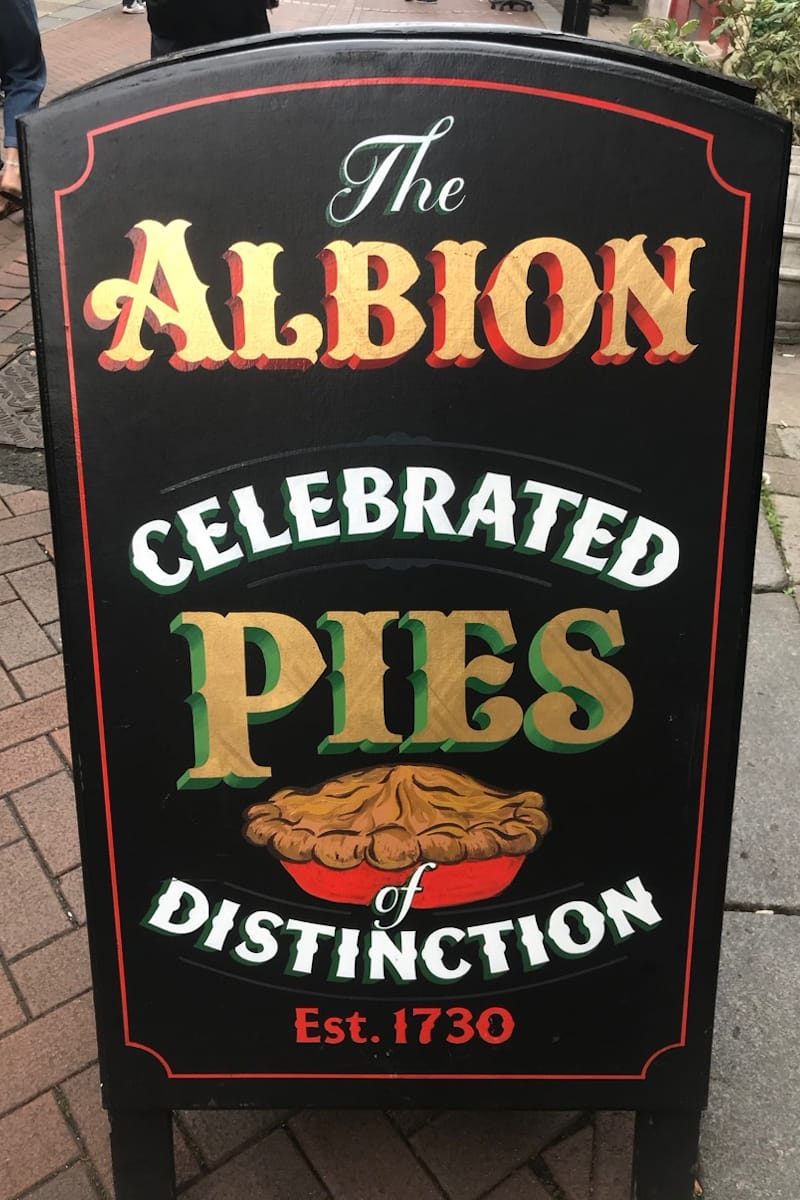 The
ALBION
CELEBRATED
PIES
of
DISTINCTION
Est. 1730